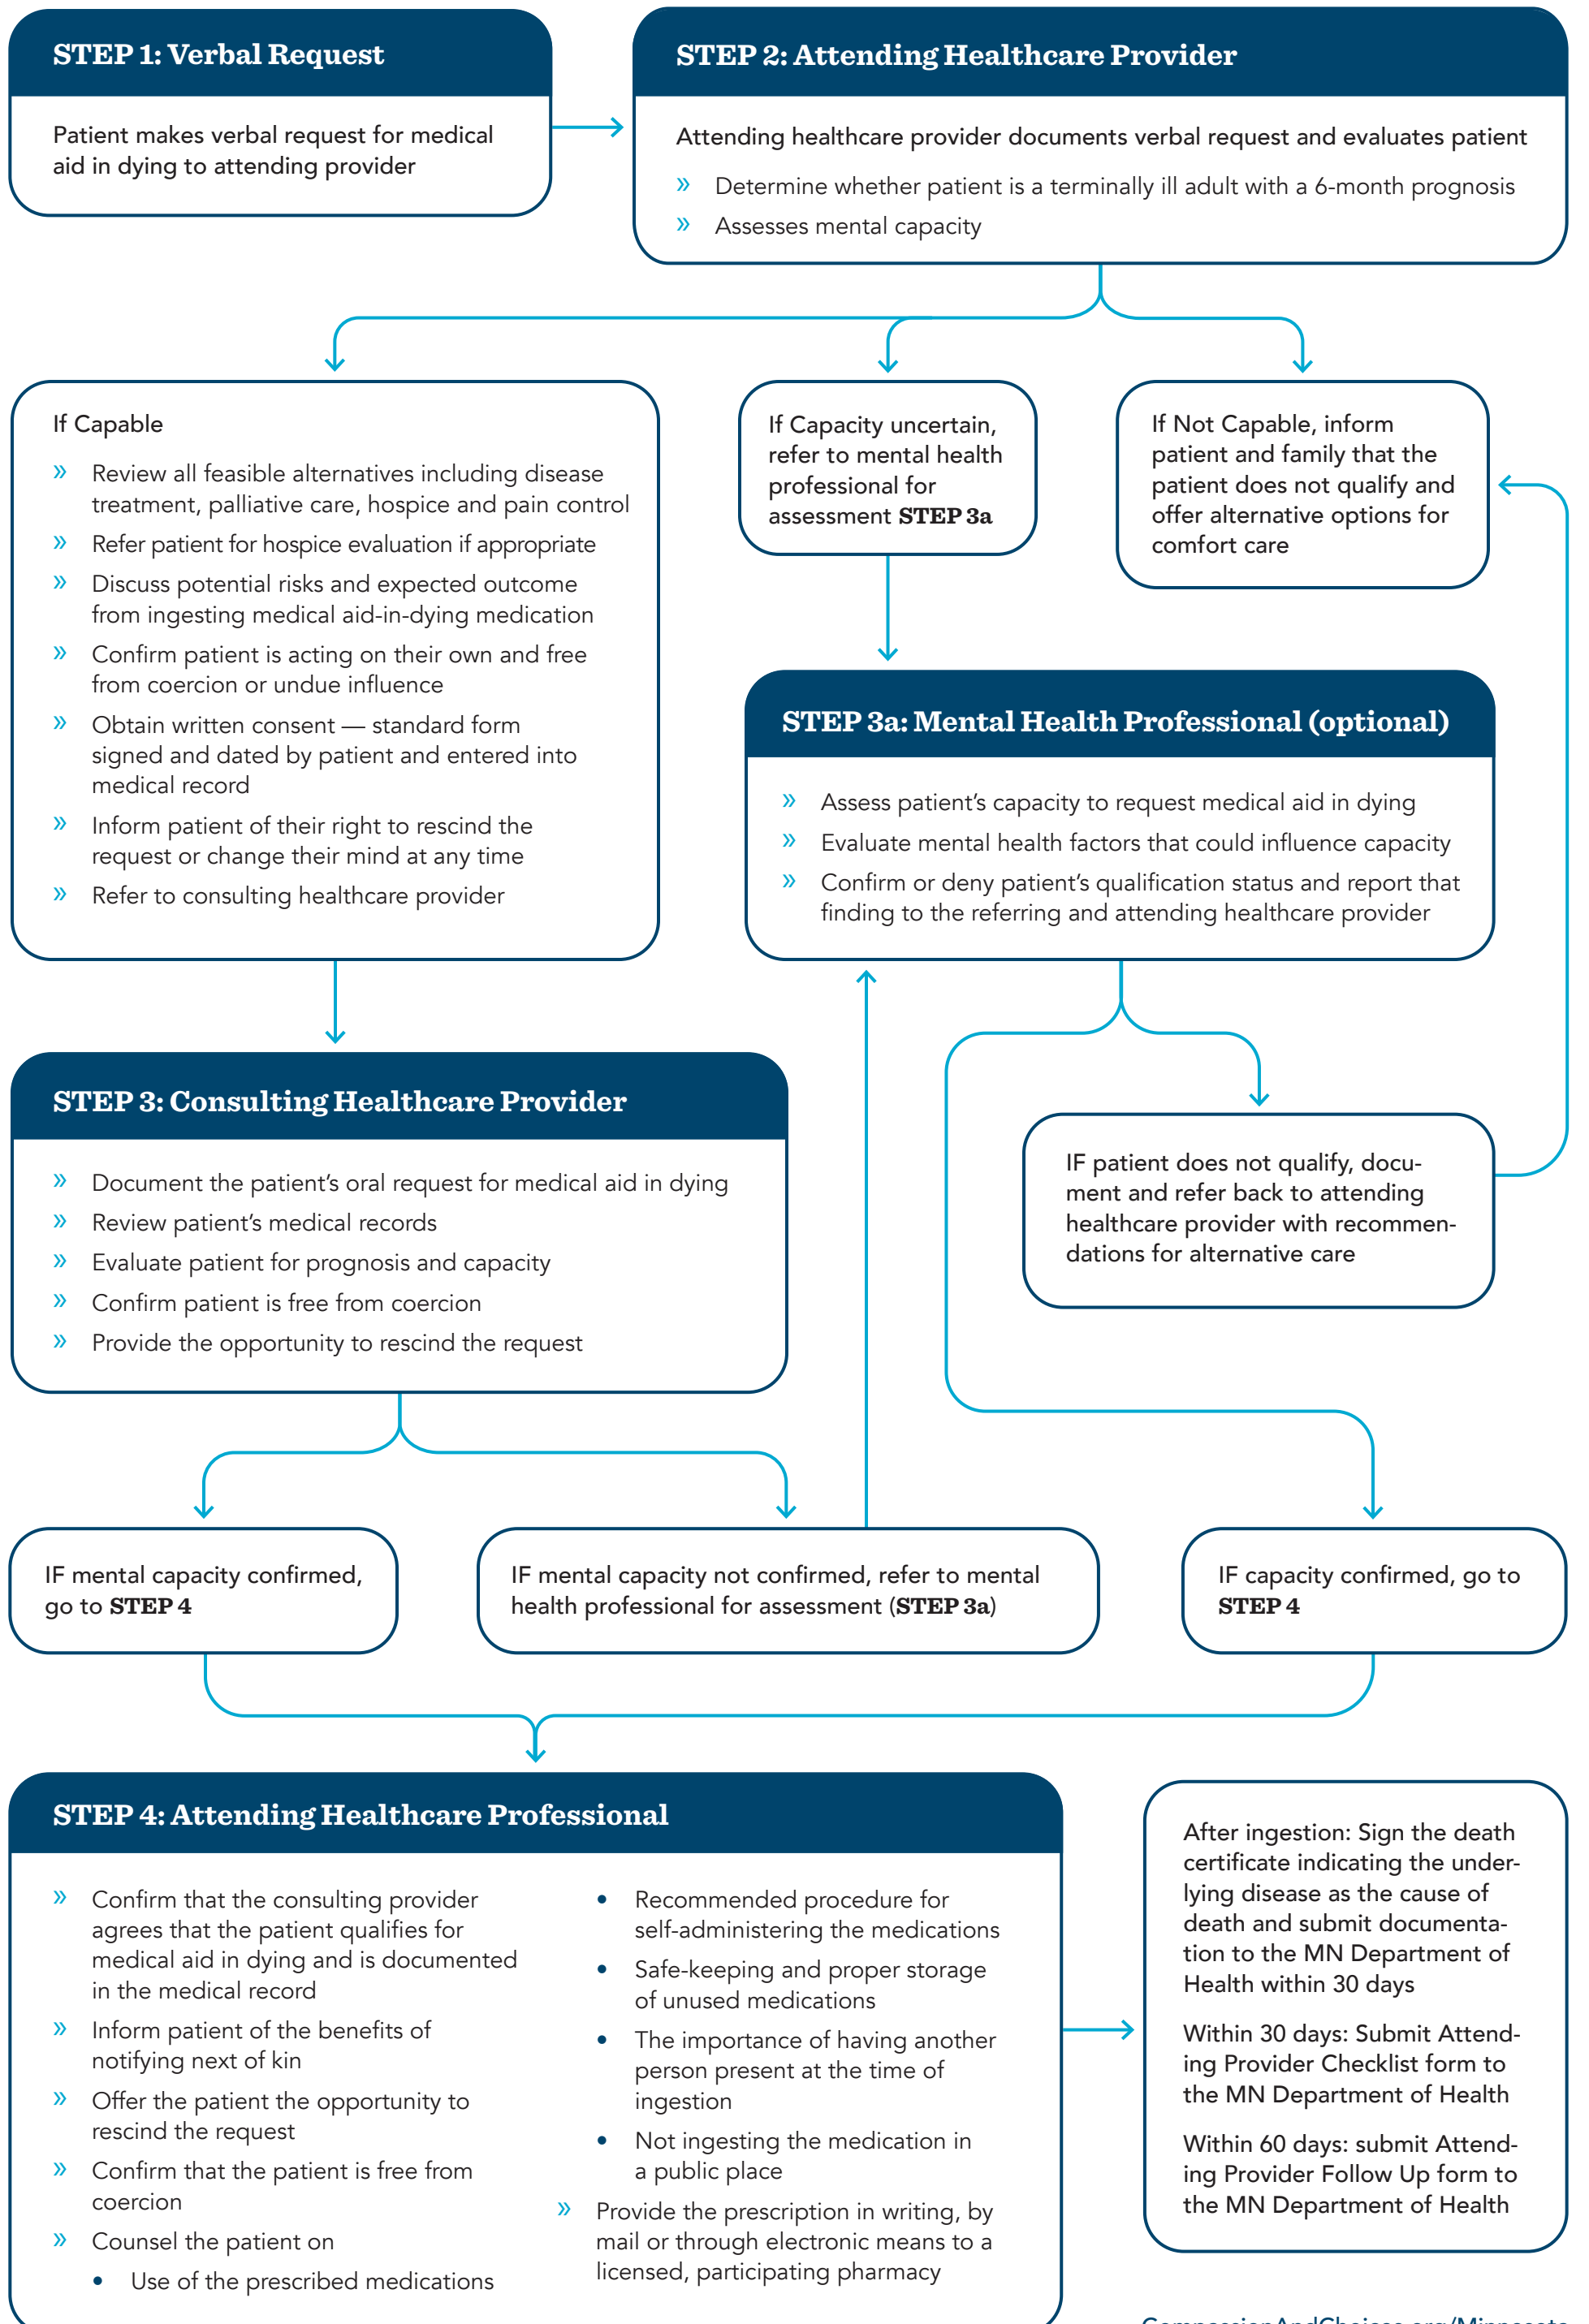 STEP 1: Verbal Request
Patient makes verbal request for medical
aid in dying to attending provider
STEP 2: Attending Healthcare Provider
Attending healthcare provider documents verbal request and evaluates patient
» Determine whether patient is a terminally ill adult with a 6-month prognosis
» Assesses mental capacity
If Capable
» Review all feasible alternatives including disease
treatment, palliative care, hospice and pain control
» Refer patient for hospice evaluation if appropriate
» Discuss potential risks and expected outcome
from ingesting medical aid-in-dying medication
» Confirm patient is acting on their own and free
from coercion or undue influence
» Obtain written consent — standard form
signed and dated by patient and entered into
medical record
» Inform patient of their right to rescind the
request or change their mind at any time
» Refer to consulting healthcare provider
If Capacity uncertain,
refer to mental health
professional for
assessment STEP 3a
If Not Capable, inform
patient and family that the
patient does not qualify and
offer alternative options for
comfort care
STEP 3a: Mental Health Professional (optional)
» Assess patient’s capacity to request medical aid in dying
» Evaluate mental health factors that could influence capacity
» Confirm or deny patient’s qualification status and report that
finding to the referring and attending healthcare provider
STEP 3: Consulting Healthcare Provider
» Document the patient’s oral request for medical aid in dying
» Review patient’s medical records
» Evaluate patient for prognosis and capacity
» Confirm patient is free from coercion
» Provide the opportunity to rescind the request
IF patient does not qualify, docu-
ment and refer back to attending
healthcare provider with recommen-
dations for alternative care
IF mental capacity confirmed,
go to STEP 4
IF mental capacity not confirmed, refer to mental
health professional for assessment (STEP 3a)
IF capacity confirmed, go to
STEP 4
STEP 4: Attending Healthcare Professional
» Confirm that the consulting provider
agrees that the patient qualifies for
medical aid in dying and is documented
in the medical record
» Inform patient of the benefits of
notifying next of kin
» Offer the patient the opportunity to
rescind the request
» Confirm that the patient is free from
coercion
» Counsel the patient on
• Use of the prescribed medications
• Recommended procedure for
self-administering the medications
• Safe-keeping and proper storage
of unused medications
• The importance of having another
person present at the time of
ingestion
• Not ingesting the medication in
a public place
» Provide the prescription in writing, by
mail or through electronic means to a
licensed, participating pharmacy
After ingestion: Sign the death
certificate indicating the under-
lying disease as the cause of
death and submit documenta-
tion to the MN Department of
Health within 30 days
Within 30 days: Submit Attend-
ing Provider Checklist form to
the MN Department of Health
Within 60 days: submit Attend-
ing Provider Follow Up form to
the MN Department of Health
CompassionAndChoices.org/Minnesota